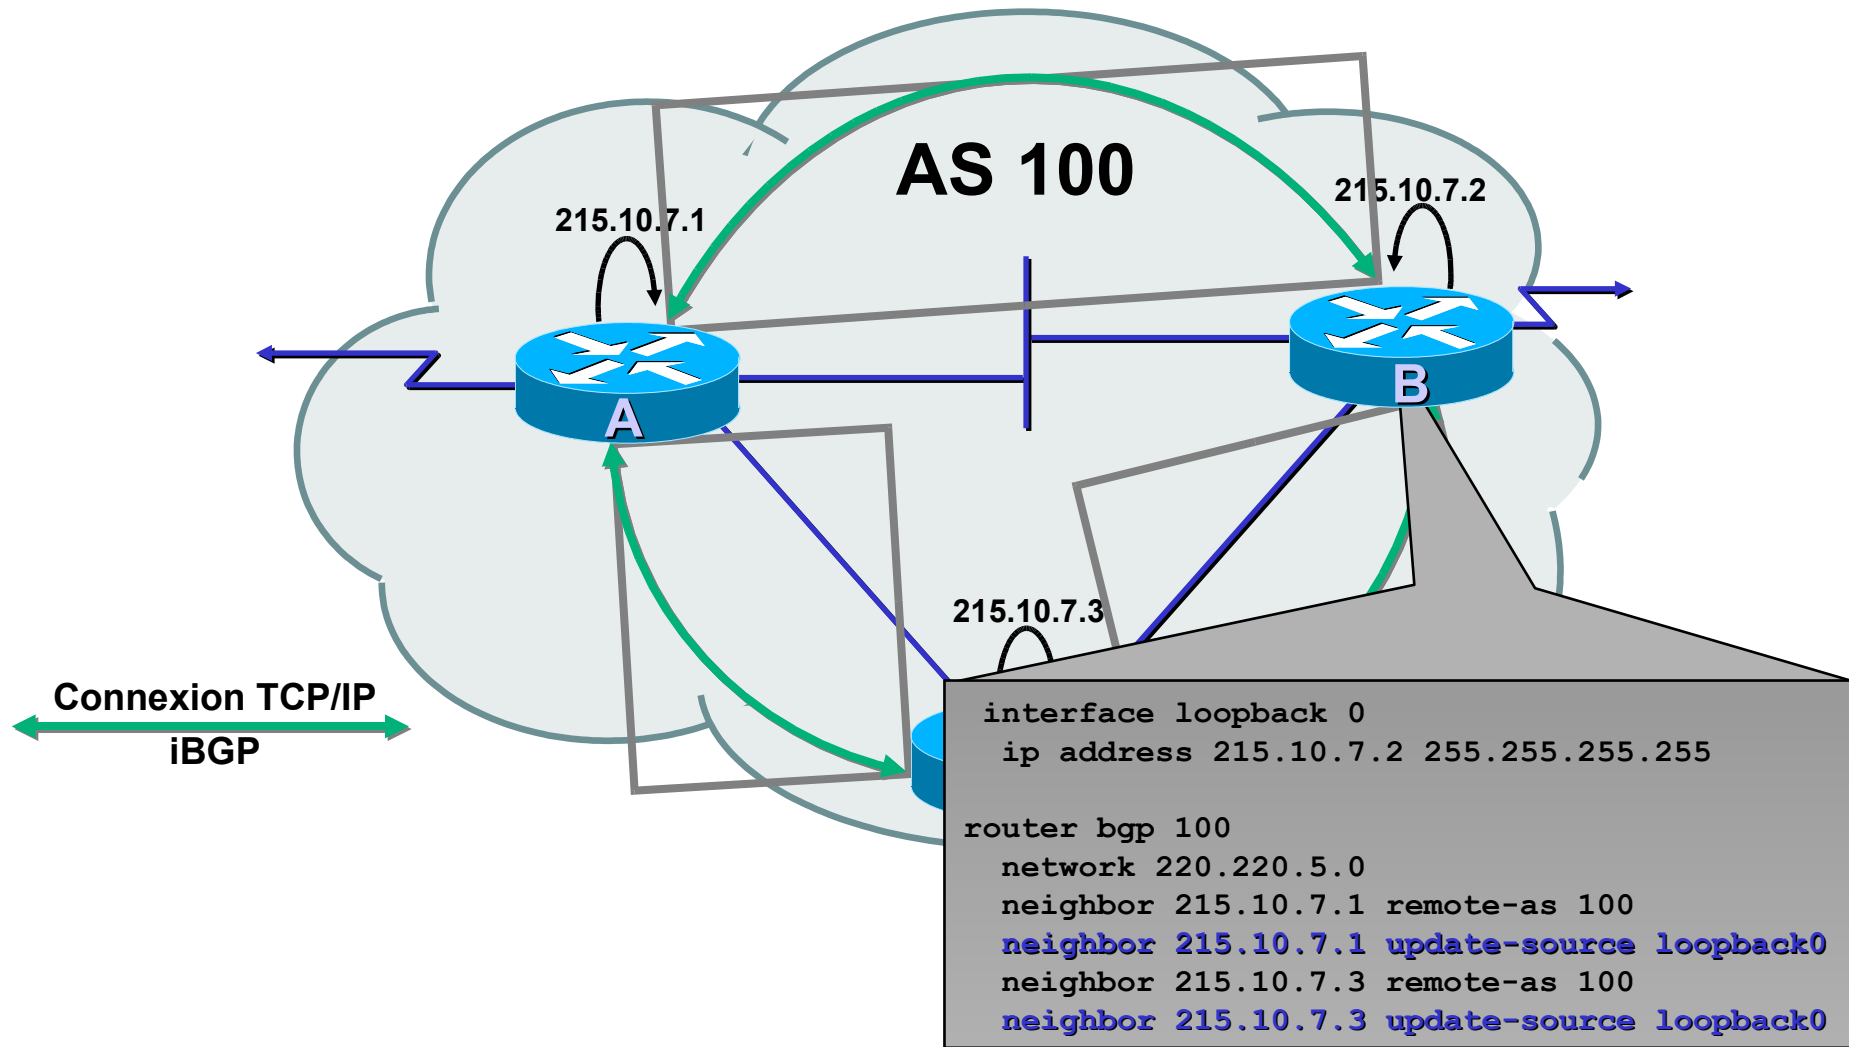 AS 100
215.10.7.2
215.10.7.1
B
A
215.10.7.3
Connexion TCP/IP
iBGP
interface loopback 0
ip address 215.10.7.2 255.255.255.255
router bgp 100
network 220.220.5.0
neighbor 215.10.7.1 remote-as 100
neighbor 215.10.7.1 update-source loopback0
neighbor 215.10.7.3 remote-as 100
neighbor 215.10.7.3 update-source loopback0